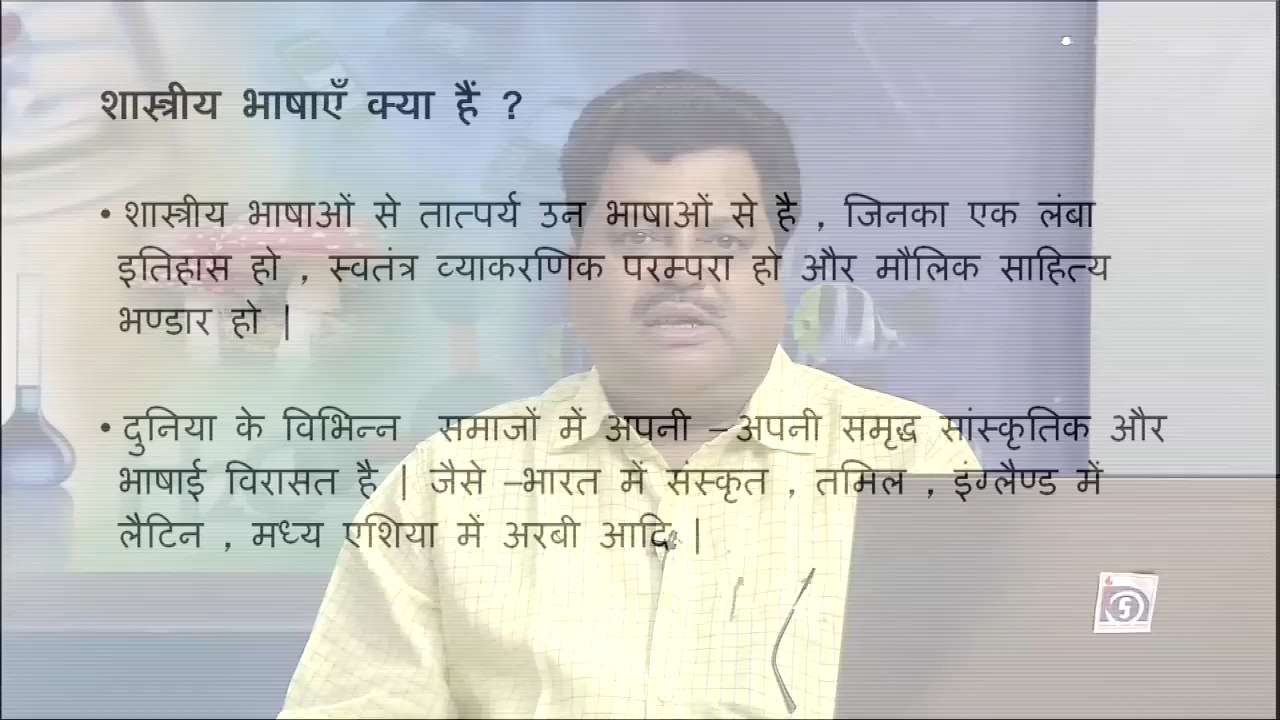 शास्त्रीय भाषाएँ क्या हैं ?
• शास्त्रीय भाषाओं से तात्पर्य उन भाषाओं से है , जिनका एक लंबा
इतिहास हो , स्वतंत्र व्याकरणिक परम्परा हो और मौलिक साहित्य
भण्डार हो |
• दुनिया के विभिन्न समाजों में अपनी –अपनी समृद्ध सांस्कृतिक और
भाषाई विरासत है | जैसे –भारत में संस्कृत , तमिल , इंग्लैण्ड में
लैटिन , मध्य एशिया में अरबी आदि |